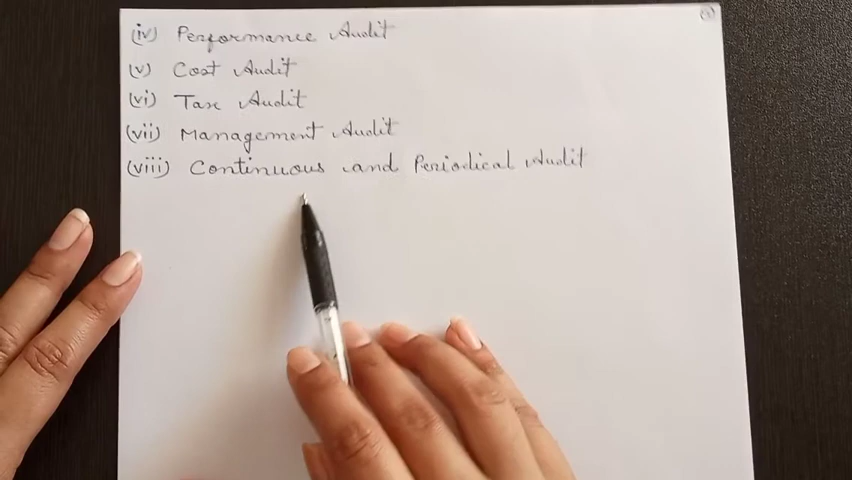 (iv) Performance Audit
(v) Cost Audit
(vi) Tax Audit
(vii) Management Audit
(viii) Continuous and Periodical Audit